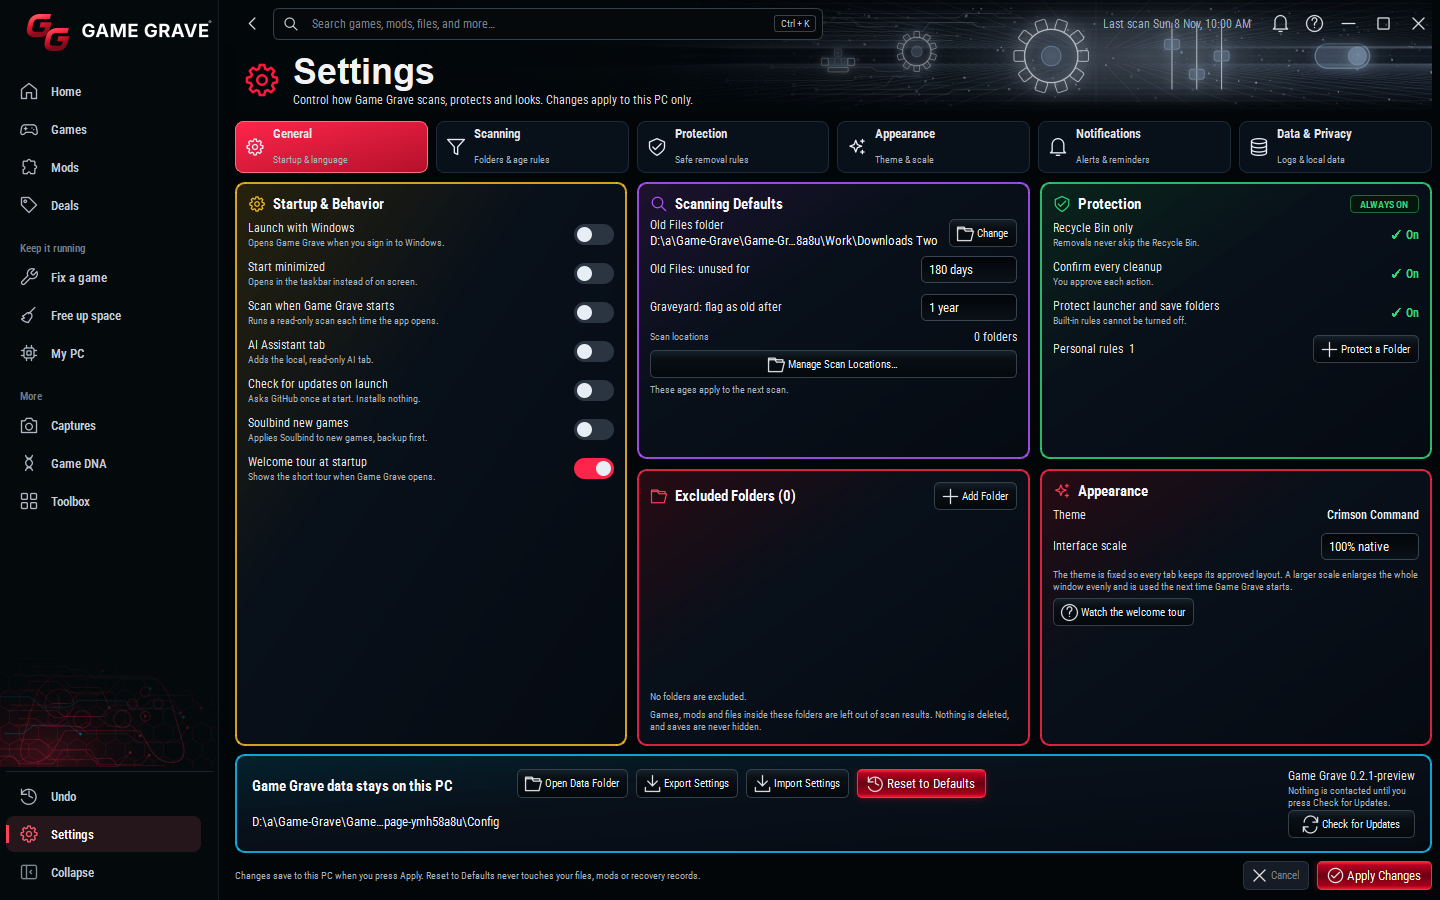 GAME GRAVE
Search games, mods, files, and more...
Ctrl + K
Last scan Sun 8 Nov, 10:00 AM
Settings
Control how Game Grave scans, protects and looks. Changes apply to this PC only.
Home
Games
Mods
Deals
Keep it running
Fix a game
Free up space
My PC
More
Captures
Game DNA
Toolbox
Undo
Settings
Collapse
General
Startup & language
Scanning
Folders & age rules
Protection
Safe removal rules
Appearance
Theme & scale
Notifications
Alerts & reminders
Data & Privacy
Logs & local data
Startup & Behavior
Launch with Windows
Opens Game Grave when you sign in to Windows.
Start minimized
Opens in the taskbar instead of on screen.
Scan when Game Grave starts
Runs a read-only scan each time the app opens.
AI Assistant tab
Adds the local, read-only AI tab.
Check for updates on launch
Asks GitHub once at start. Installs nothing.
Soulbind new games
Applies Soulbind to new games, backup first.
Welcome tour at startup
Shows the short tour when Game Grave opens.
Scanning Defaults
Old Files folder
D:\a\Game-Grave\Game-Gr...8a8u\Work\Downloads Two
Change
Old Files: unused for
180 days
Graveyard: flag as old after
1 year
Scan locations
0 folders
Manage Scan Locations...
These ages apply to the next scan.
Protection
ALWAYS ON
Recycle Bin only
Removals never skip the Recycle Bin.
✓ On
Confirm every cleanup
You approve each action.
✓ On
Protect launcher and save folders
Built-in rules cannot be turned off.
✓ On
Personal rules 1
Protect a Folder
Excluded Folders (0)
Add Folder
No folders are excluded.
Games, mods and files inside these folders are left out of scan results. Nothing is deleted,
and saves are never hidden.
Appearance
Theme
Crimson Command
Interface scale
100% native
The theme is fixed so every tab keeps its approved layout. A larger scale enlarges the whole
window evenly and is used the next time Game Grave starts.
Watch the welcome tour
Game Grave data stays on this PC
Open Data Folder
Export Settings
Import Settings
Reset to Defaults
D:\a\Game-Grave\Game...page-ymh58a8u\Config
Game Grave 0.2.1-preview
Nothing is contacted until you
press Check for Updates.
Check for Updates
Changes save to this PC when you press Apply. Reset to Defaults never touches your files, mods or recovery records.
Cancel
Apply Changes